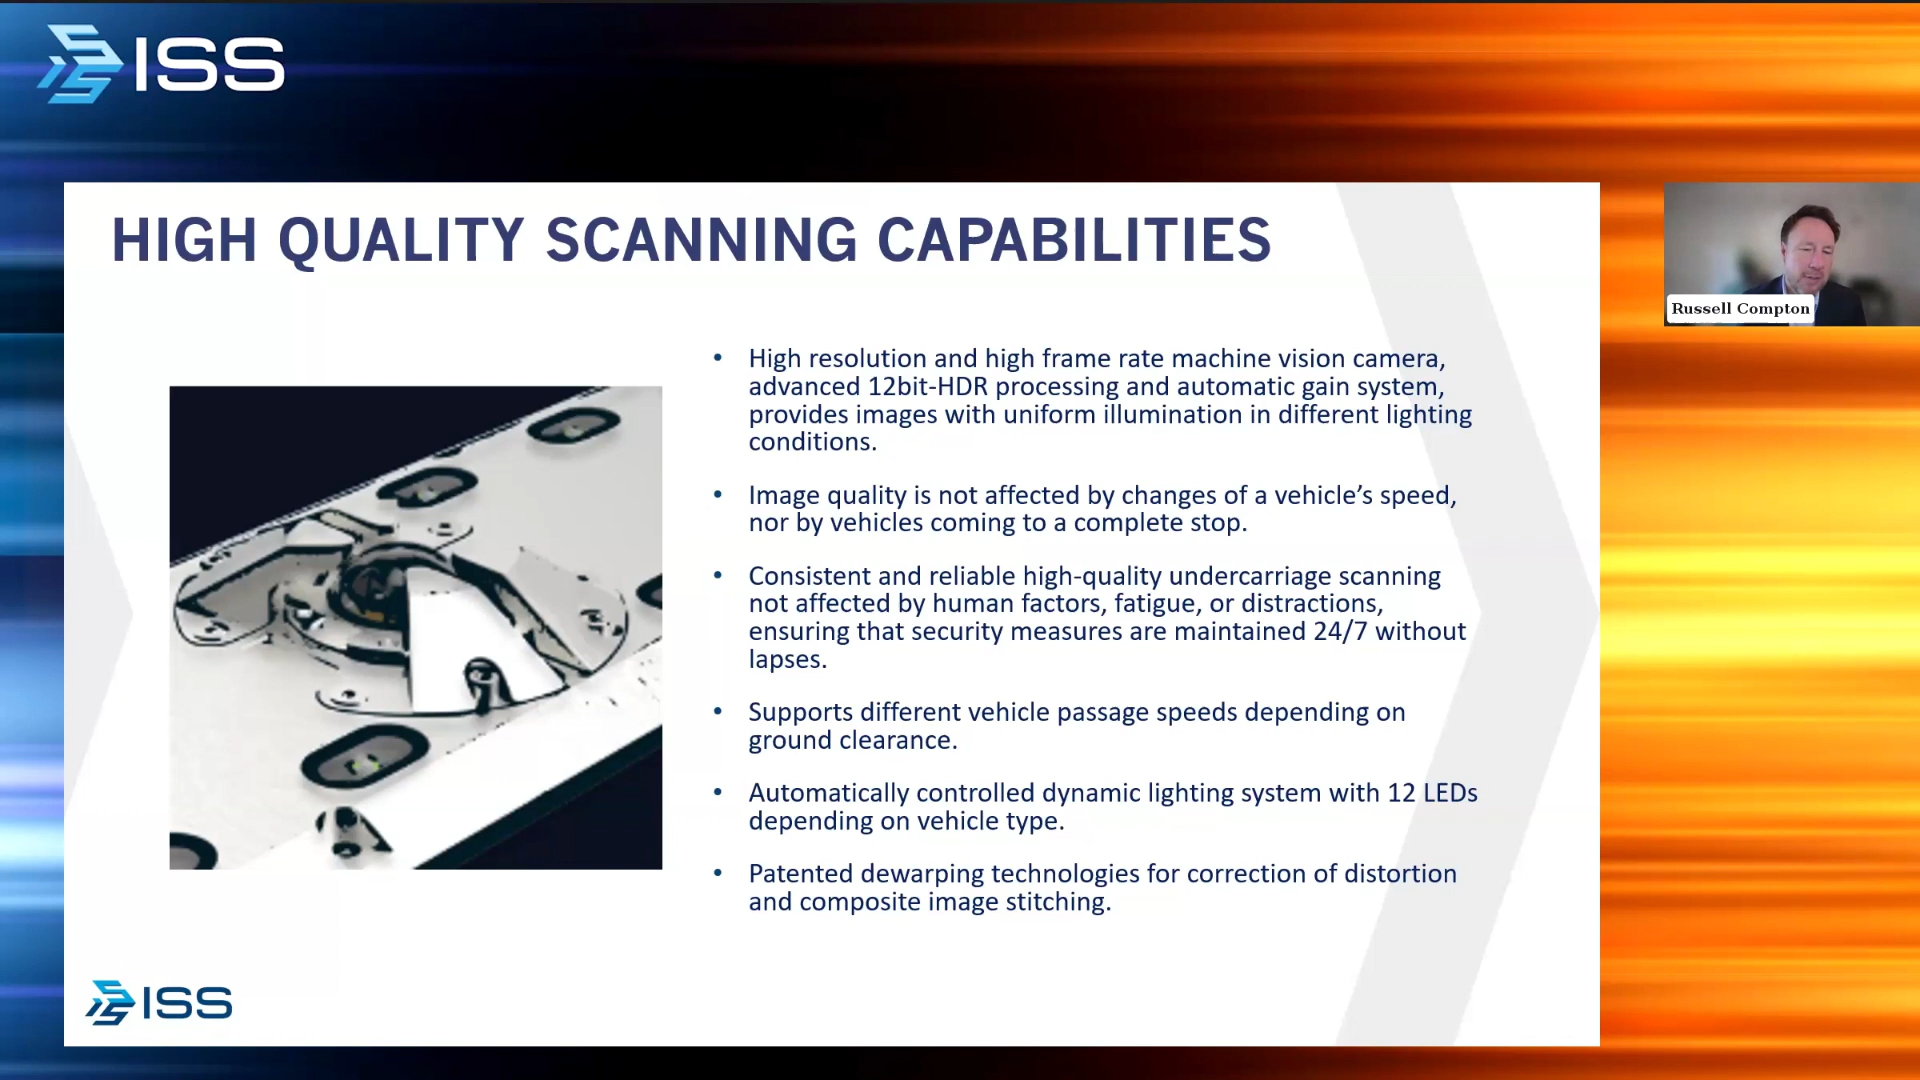 ISS
HIGH QUALITY SCANNING CAPABILITIES
Russell Compton
• High resolution and high frame rate machine vision camera,
advanced 12bit-HDR processing and automatic gain system,
provides images with uniform illumination in different lighting
conditions.
• Image quality is not affected by changes of a vehicle’s speed,
nor by vehicles coming to a complete stop.
• Consistent and reliable high-quality undercarriage scanning
not affected by human factors, fatigue, or distractions,
ensuring that security measures are maintained 24/7 without
lapses.
• Supports different vehicle passage speeds depending on
ground clearance.
• Automatically controlled dynamic lighting system with 12 LEDs
depending on vehicle type.
• Patented dewarping technologies for correction of distortion
and composite image stitching.
ISS